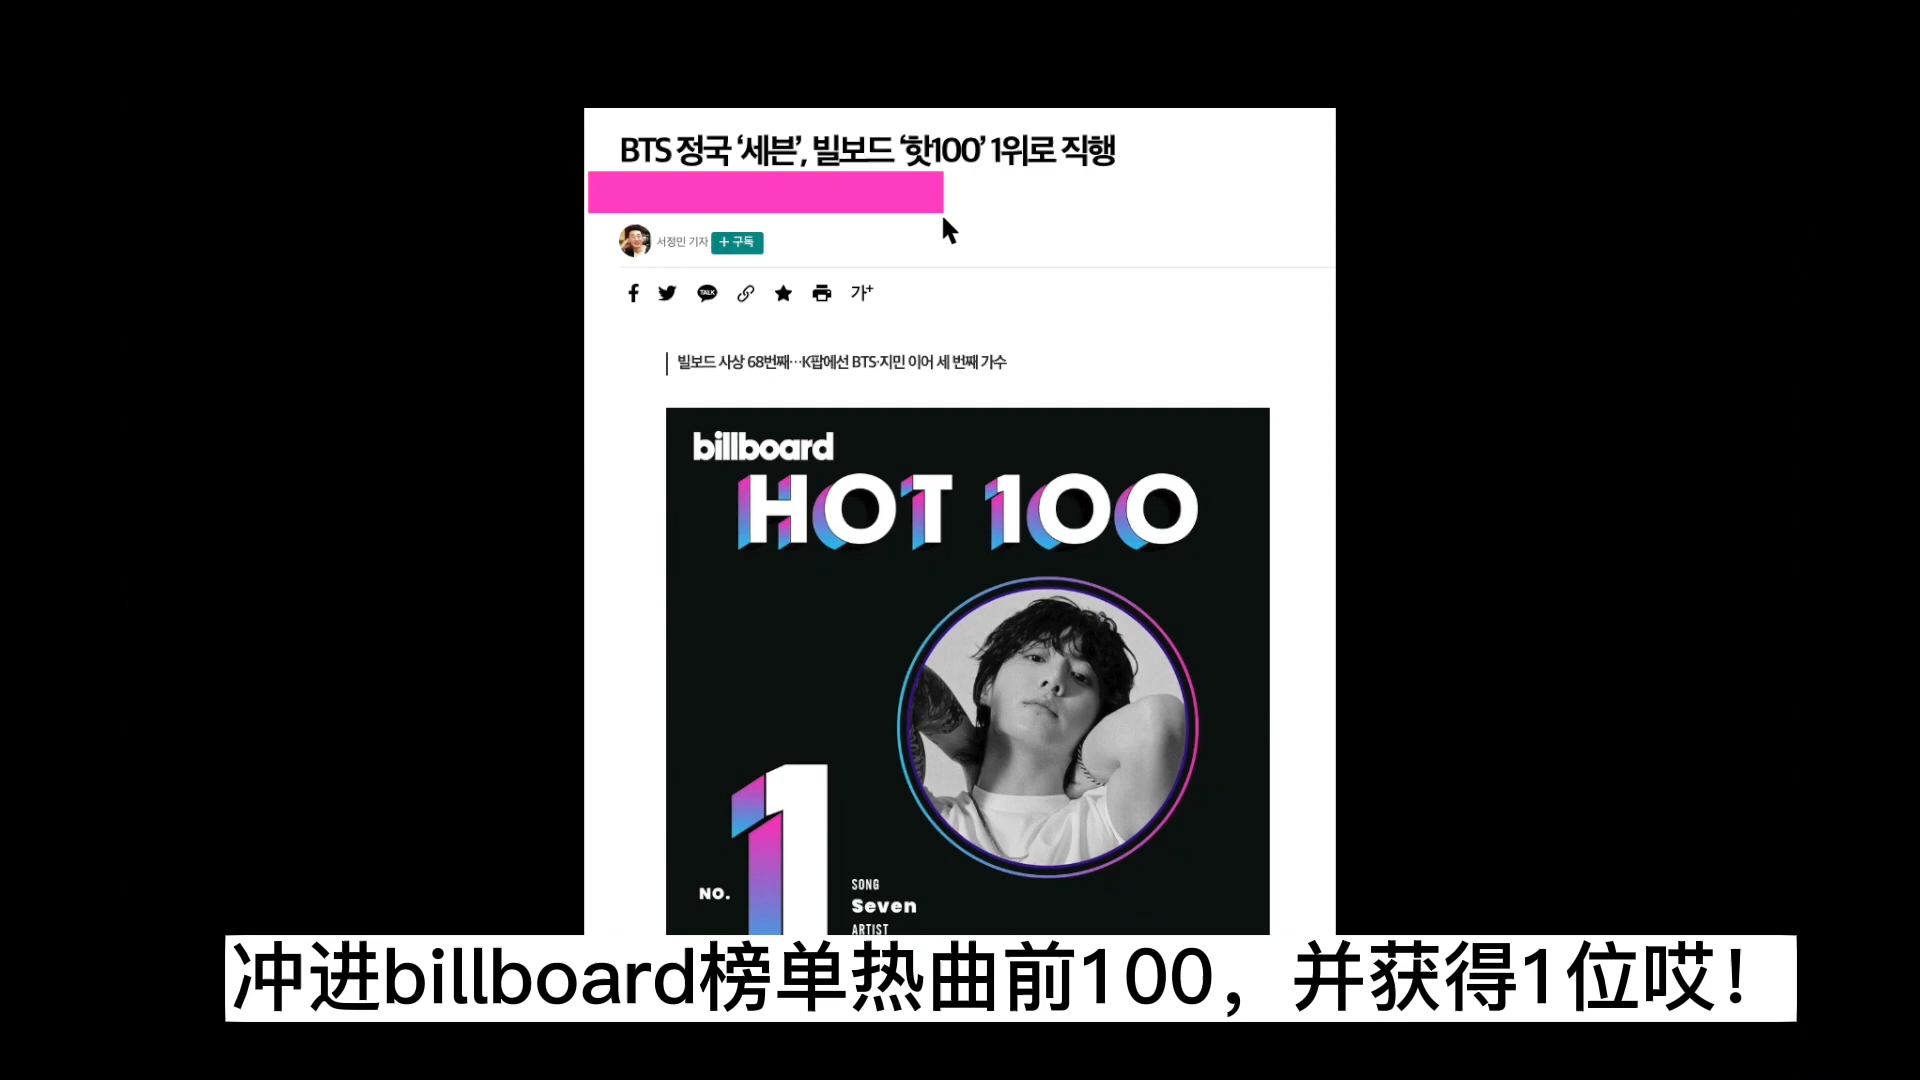 BTS 정국 ‘세븐’, 빌보드 ‘핫100’ 1위로 직행
서정민 기자 + 구독
TALK 가+
빌보드 사상 68번째…K팝에선 BTS·지민 이어 세 번째 가수
billboard
HOT 100
NO. 1
SONG
Seven
ARTIST
冲进billboard榜单热曲前100，并获得1位哎！